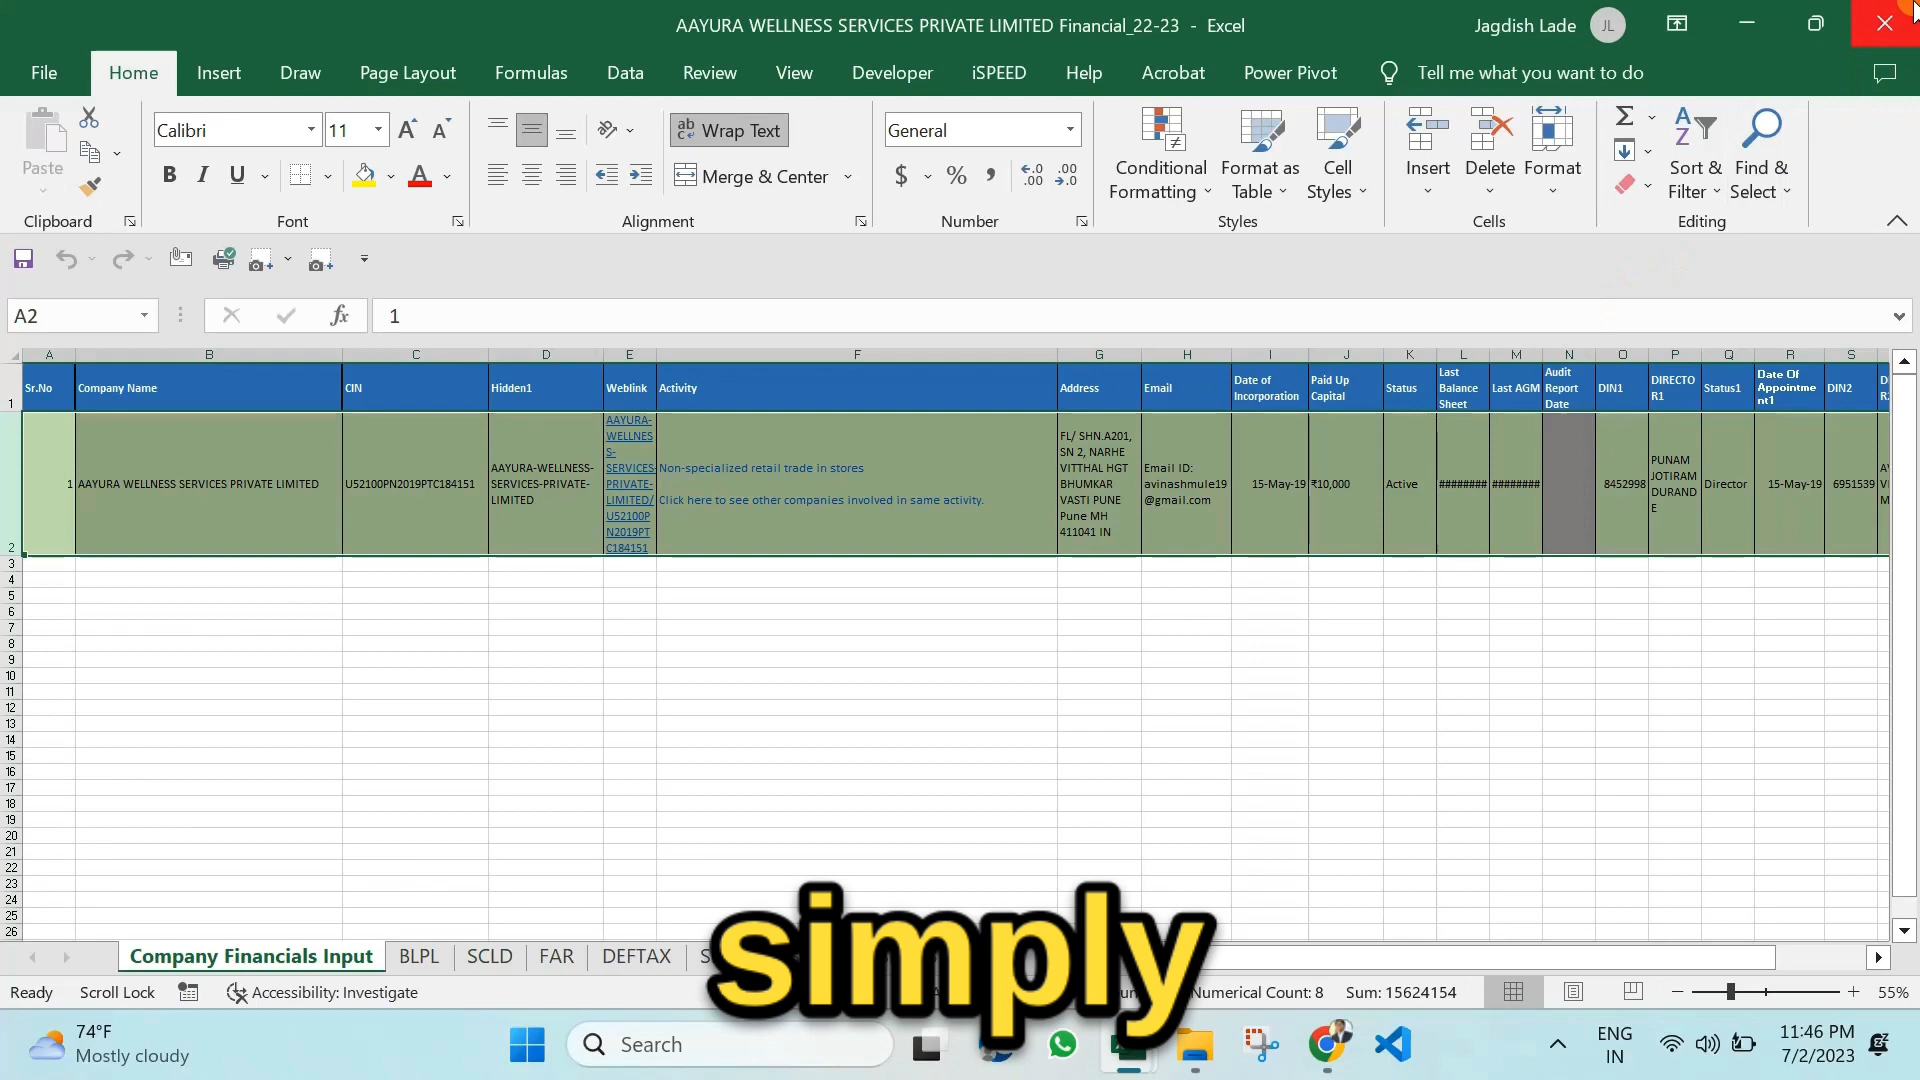 AAYURA WELLNESS SERVICES PRIVATE LIMITED Financial_22-23 - Excel
Jagdish Lade JL
File Home Insert Draw Page Layout Formulas Data Review View Developer iSPEED Help Acrobat Power Pivot Tell me what you want to do
Paste
Clipboard
Calibri 11
B I U
Font
Wrap Text
Merge & Center
Alignment
General
$ % ,
Number
Conditional Formatting
Format as Table
Cell Styles
Styles
Insert Delete Format
Cells
Sort & Filter
Find & Select
Editing
A2 fx 1
A B C D E F G H I J K L M N O P Q R S
1 Sr.No Company Name CIN Hidden1 Weblink Activity Address Email
Date of Incorporation
Paid Up Capital
Status
Last Balance Sheet
Last AGM
Audit Report Date
DIN1
DIRECTO
R1
Status1
Date Of Appointme
nt1
DIN2
2
1 AAYURA WELLNESS SERVICES PRIVATE LIMITED U52100PN2019PTC184151
AAYURA-WELLNESS-
SERVICES-PRIVATE-
LIMITED
AAYURA-
WELLNES
S-
SERVICES-
PRIVATE-
LIMITED/
U52100P
N2019PT
C184151
Non-specialized retail trade in stores
Click here to see other companies involved in same activity.
FL/ SHN.A201,
SN 2, NARHE
VITTHAL HGT
BHUMKAR
VASTI PUNE
Pune MH
411041 IN
Email ID:
avinashmule19
@gmail.com
15-May-19 ₹10,000 Active ######## ######## 8452998
PUNAM
JOTIRAM
DURAND
E
Director 15-May-19 6951539
3
4
5
6
7
8
9
10
11
12
13
14
15
16
17
18
19
20
21
22
23
24
25
26
simply
Company Financials Input BLPL SCLD FAR DEFTAX
Ready Scroll Lock Accessibility: Investigate Numerical Count: 8 Sum: 15624154 55%
74°F
Mostly cloudy
Search
ENG
IN
11:46 PM
7/2/2023